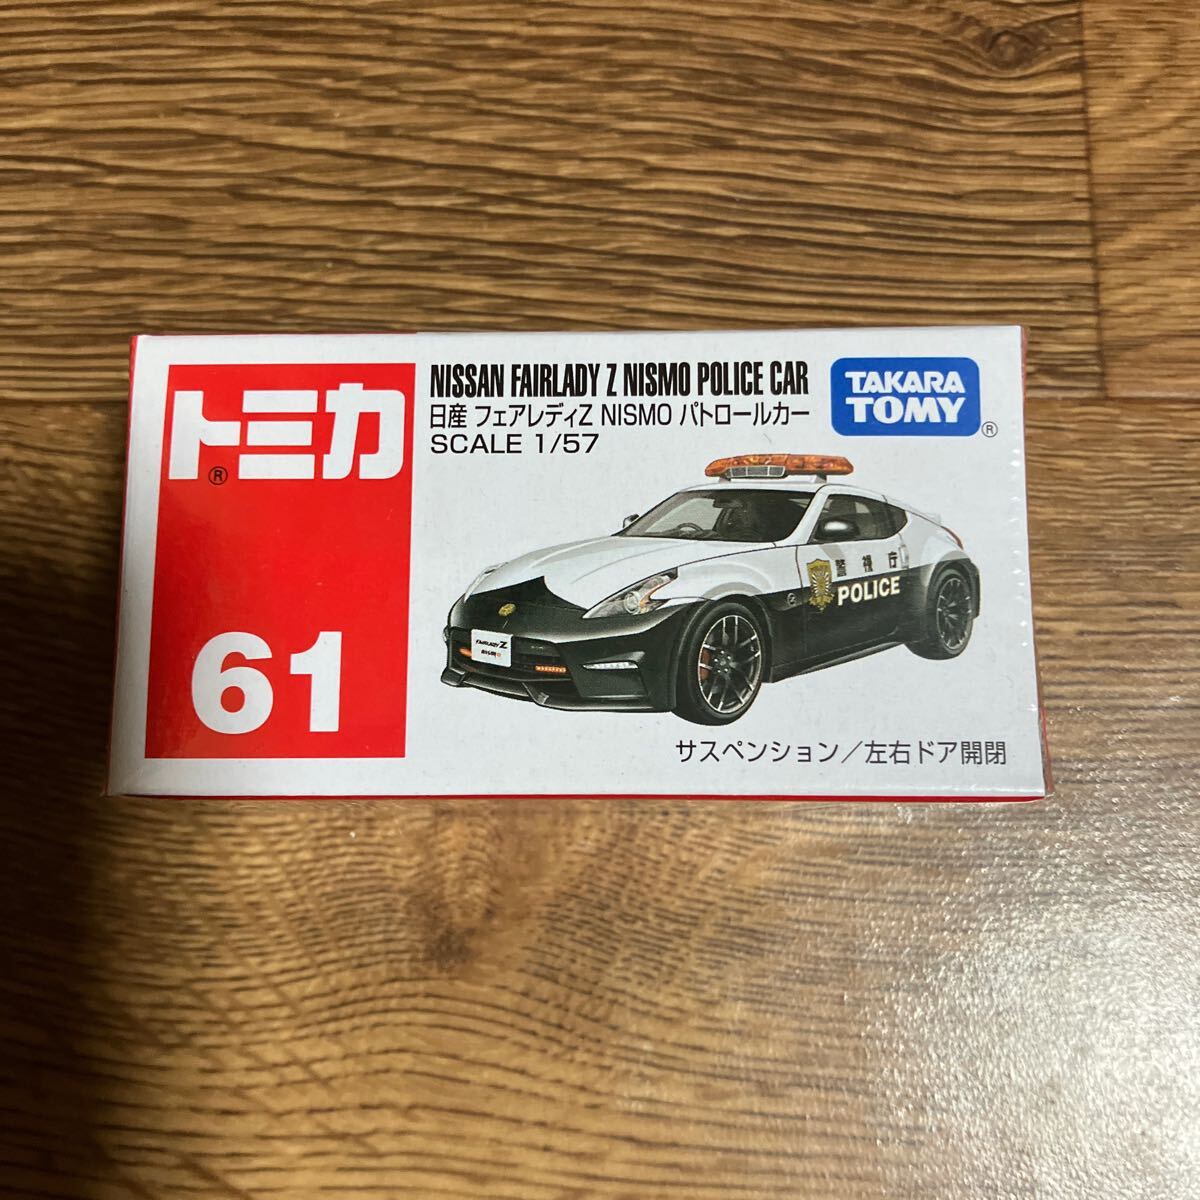 トミカ®
61
NISSAN FAIRLADY Z NISMO POLICE CAR
日産 フェアレディZ NISMO パトロールカー
SCALE 1/57
TAKARA
TOMY®
警視庁
POLICE
FAIRLADY Z
サスペンション／左右ドア開閉